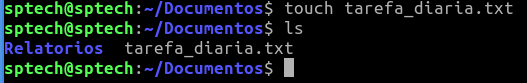 sptech@sptech:~/Documentos$ touch tarefa_diaria.txt
sptech@sptech:~/Documentos$ ls
Relatorios  tarefa_diaria.txt
sptech@sptech:~/Documentos$